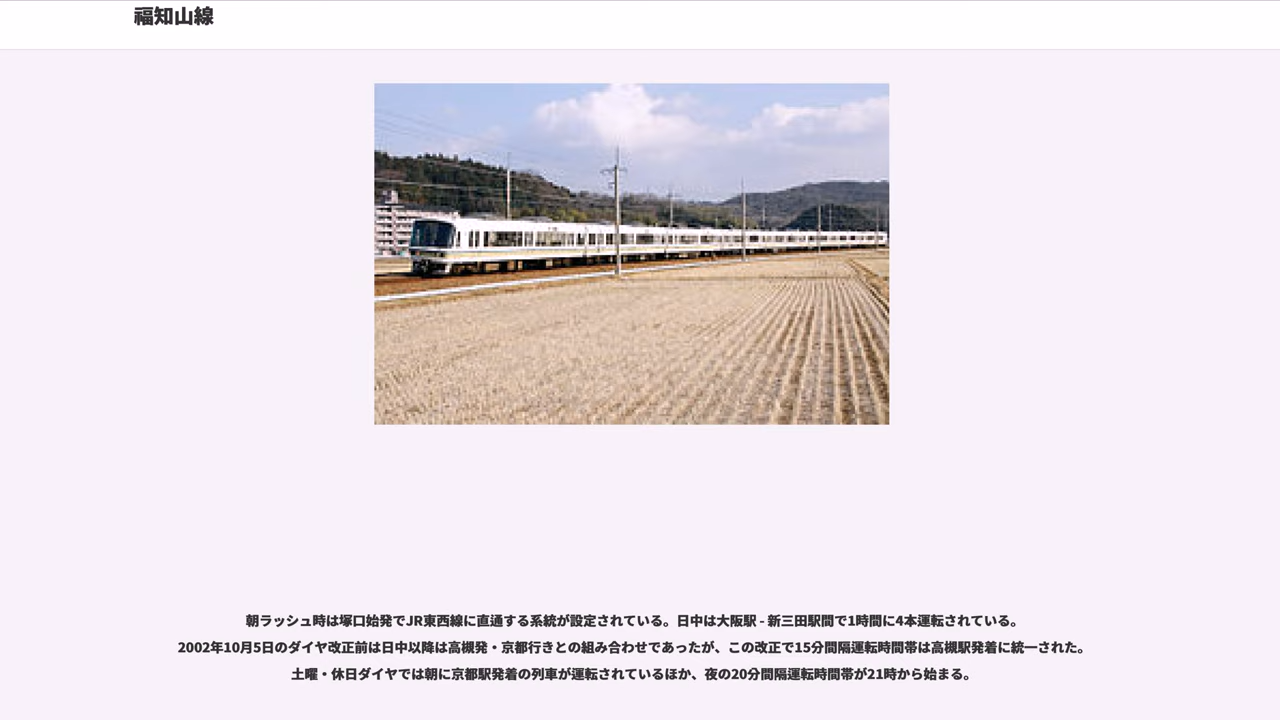 福知山線
朝ラッシュ時は塚口始発でJR東西線に直通する系統が設定されている。日中は大阪駅 - 新三田駅間で1時間に4本運転されている。
2002年10月5日のダイヤ改正前は日中以降は高槻発・京都行きとの組み合わせであったが、この改正で15分間隔運転時間帯は高槻駅発着に統一された。
土曜・休日ダイヤでは朝に京都駅発着の列車が運転されているほか、夜の20分間隔運転時間帯が21時から始まる。